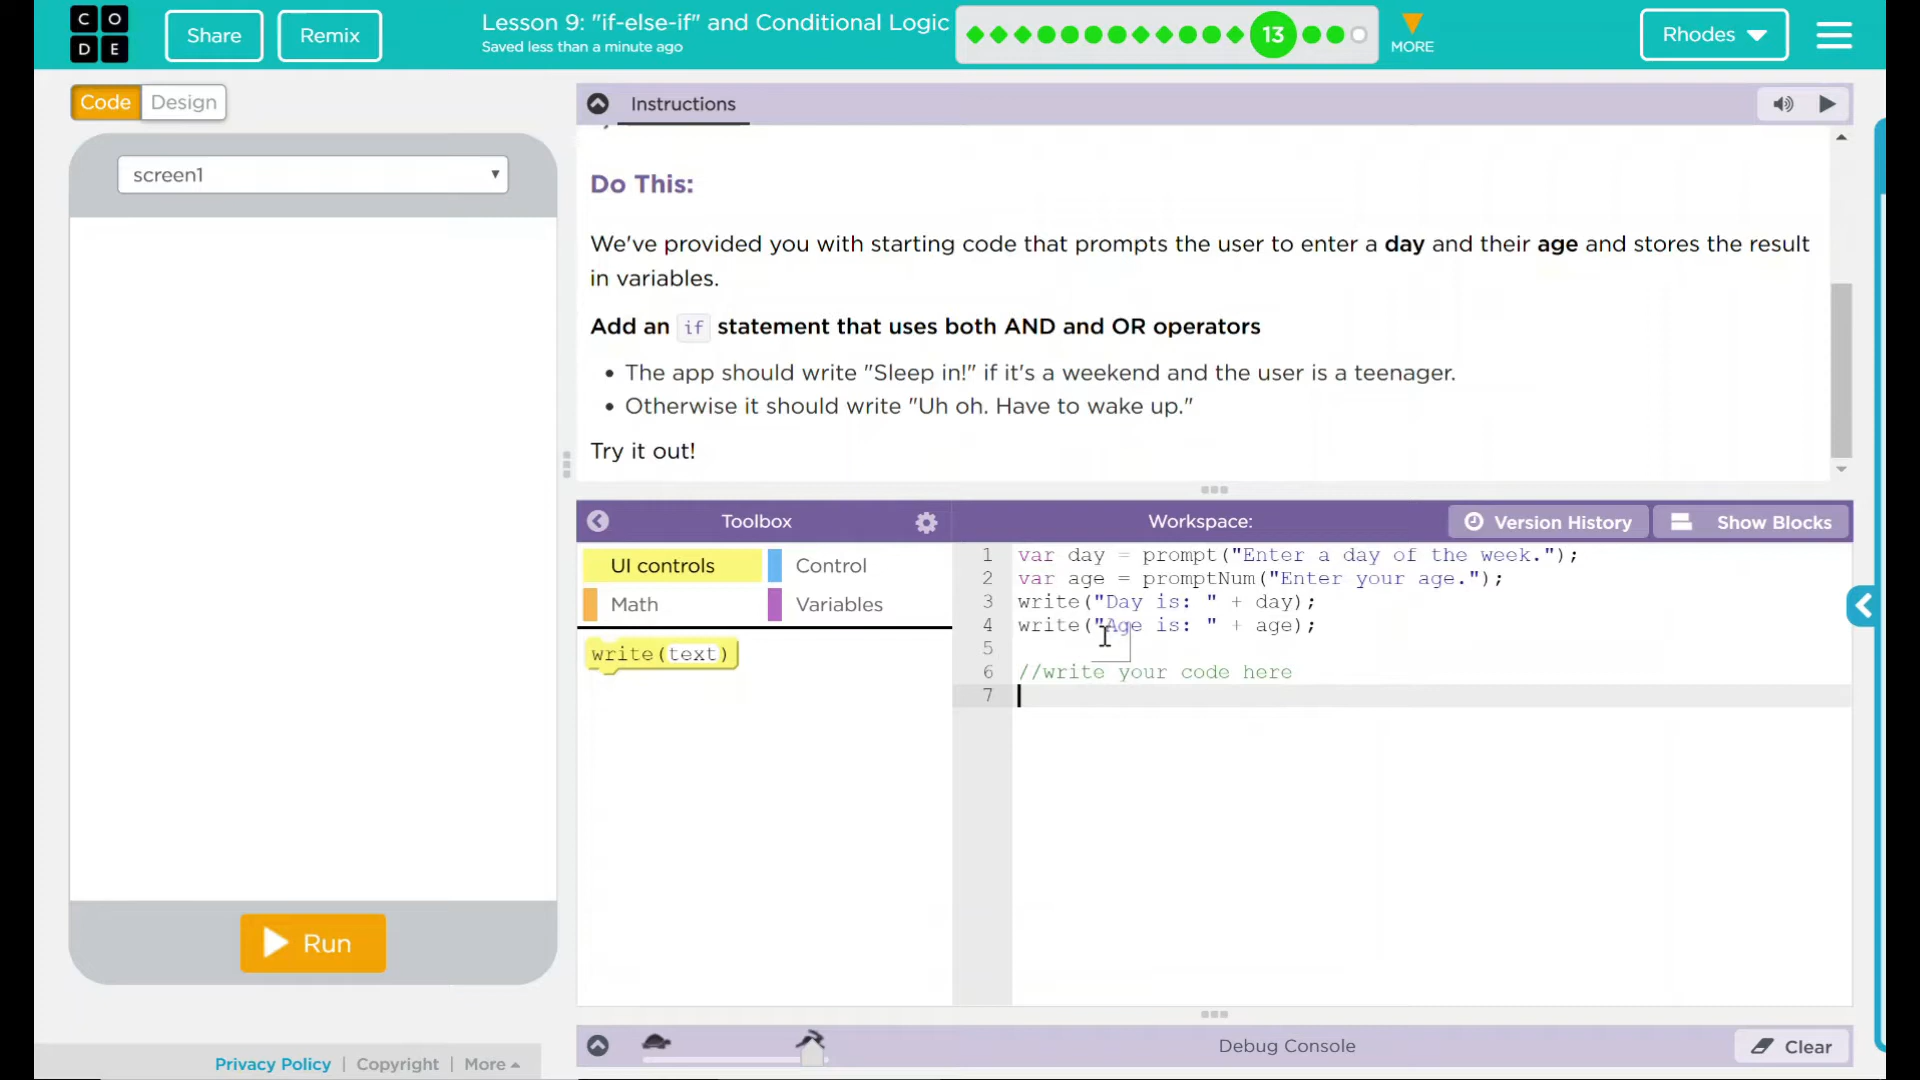 CODE
Share
Remix
Lesson 9: "if-else-if" and Conditional Logic
Saved less than a minute ago
13
MORE
Rhodes
Code
Design
screen1
Instructions
Do This:
We've provided you with starting code that prompts the user to enter a day and their age and stores the result
in variables.
Add an if statement that uses both AND and OR operators
The app should write "Sleep in!" if it's a weekend and the user is a teenager.
Otherwise it should write "Uh oh. Have to wake up."
Try it out!
Toolbox
Workspace:
Version History
Show Blocks
UI controls
Control
Math
Variables
write(text)
1 var day = prompt("Enter a day of the week.");
2 var age = promptNum("Enter your age.");
3 write("Day is: " + day);
4 write("Age is: " + age);
5
6 //write your code here
7
Run
Debug Console
Clear
Privacy Policy | Copyright | More